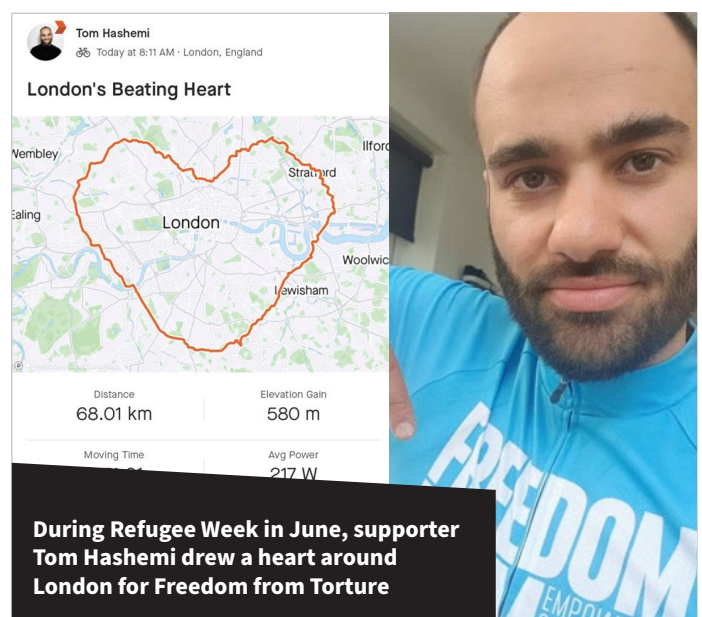 Tom Hashemi
Today at 8:11 AM · London, England
London's Beating Heart
Wembley
Ilford
Stratford
Ealing
London
Woolwic
Lewisham
Distance
68.01 km
Elevation Gain
580 m
Moving Time
Avg Power
217 W
During Refugee Week in June, supporter
Tom Hashemi drew a heart around
London for Freedom from Torture
FREEDOM
EMPOW